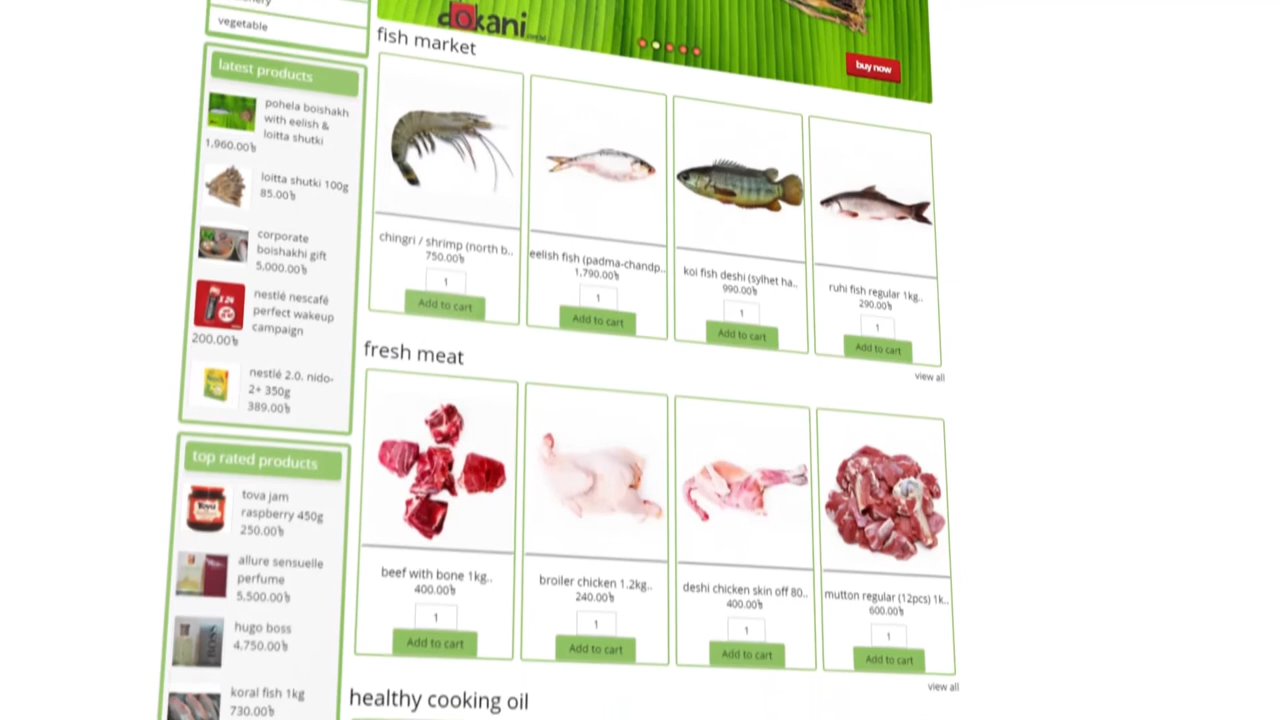 vegetable
latest products
pohela boishakh
with eelish &
loitta shutki
1,960.00৳
loitta shutki 100g
85.00৳
corporate
boishakhi gift
5,000.00৳
nestlé nescafé
perfect wakeup
campaign
200.00৳
nestlé 2.0. nido-
2+ 350g
389.00৳
top rated products
tova jam
raspberry 450g
250.00৳
allure sensuelle
perfume
5,500.00৳
hugo boss
4,750.00৳
koral fish 1kg
730.00৳
dokani
buy now
fish market
chingri / shrimp (north b..
750.00৳
1
Add to cart
eelish fish (padma-chandp..
1,790.00৳
1
Add to cart
koi fish deshi (sylhet ha..
990.00৳
1
Add to cart
ruhi fish regular 1kg..
290.00৳
1
Add to cart
view all
fresh meat
beef with bone 1kg..
400.00৳
1
Add to cart
broiler chicken 1.2kg..
240.00৳
1
Add to cart
deshi chicken skin off 80..
400.00৳
1
Add to cart
mutton regular (12pcs) 1k..
600.00৳
1
Add to cart
view all
healthy cooking oil